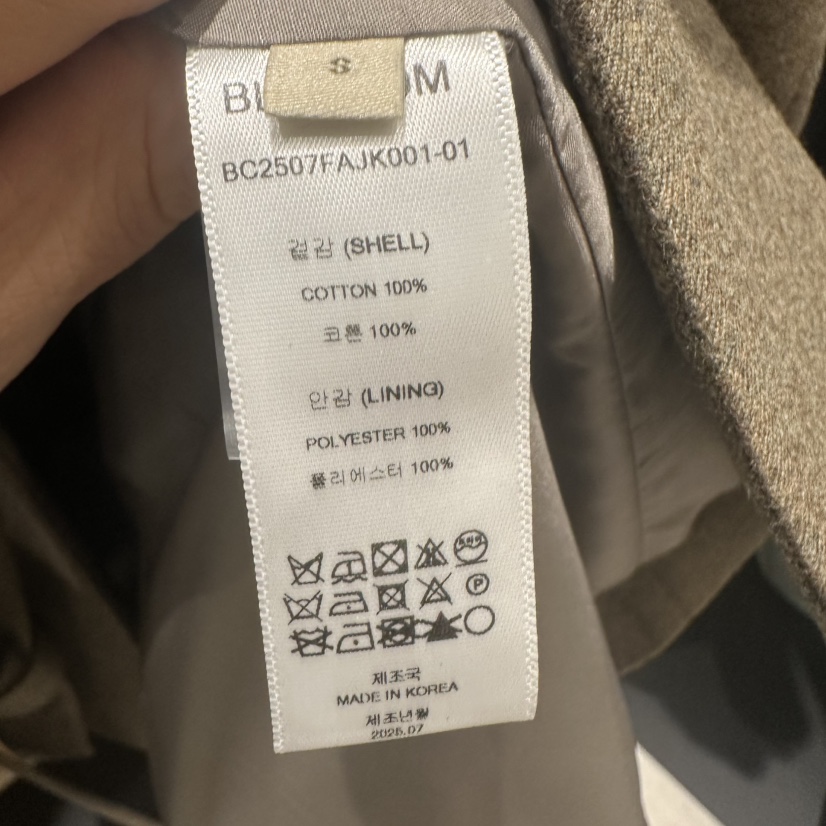 S
BC2507FAJK001-01
겉감 (SHELL)
COTTON 100%
코튼 100%
안감 (LINING)
POLYESTER 100%
폴리에스터 100%
P
제조국
MADE IN KOREA
제조년월
2025.07